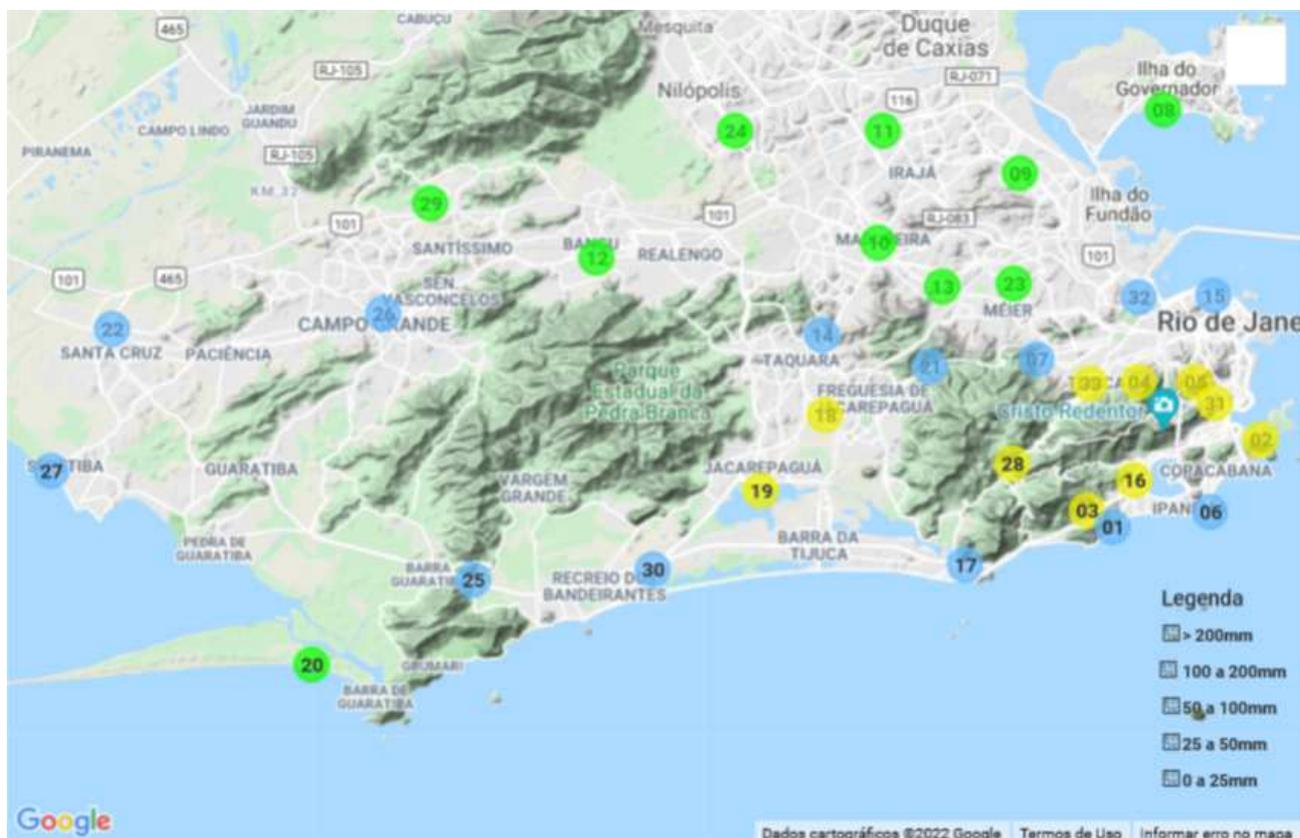 465
CABUÇU
Mesquita
Duque
de Caxias
RJ-105
RJ-071
Nilópolis
116
Ilha do
Governador
08
JARDIM
GUANDU
CAMPO LINDO
24
11
PIRANEMA
RJ-105
IRAJÁ
09
KM 32
Ilha do
Fundão
29
101
101
RJ-083
SANTÍSSIMO
REALENGO
10
12
101
101
465
SEN
VASCONCELOS
13
23
MÉIER
32
15
26
CAMPO GRANDE
22
SANTA CRUZ
PACIÊNCIA
14
TAQUARA
Rio de Jane
21
07
Parque
Estadual da
Pedra Branca
FREGUESIA DE
33
04
05
31
Cristo Redentor
18
02
27
GUARATIBA
JACAREPAGUÁ
28
COPACABANA
VARGEM
GRANDE
19
16
03
01
06
PEDRA DE
GUARATIBA
BARRA DA
TIJUCA
BARRA
25
30
17
RECREIO DOS
BANDEIRANTES
Legenda
> 200mm
20
GRUMARI
100 a 200mm
BARRA DE
GUARATIBA
50 a 100mm
25 a 50mm
0 a 25mm
Google
Dados cartográficos ©2022 Google
Termos de Uso
Informar erro no mapa